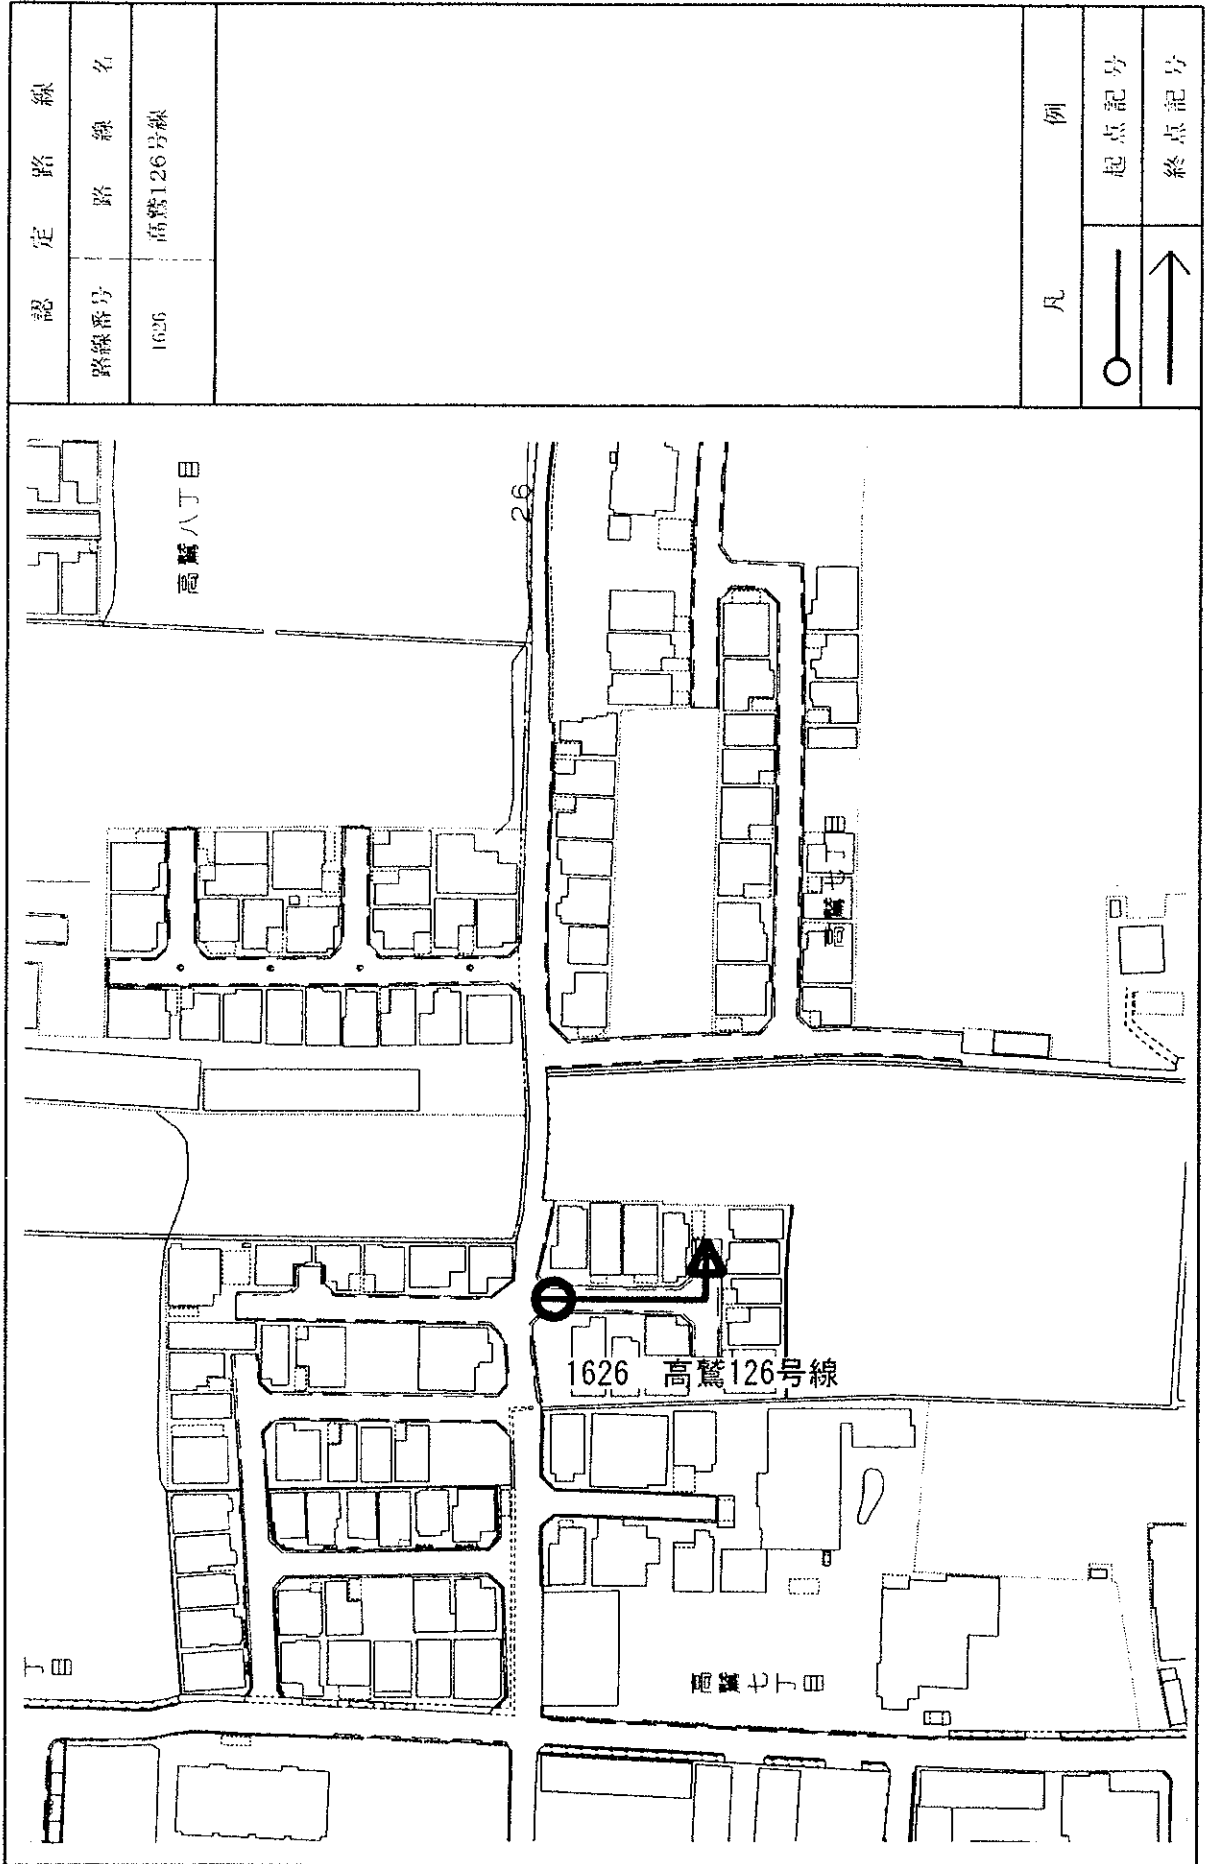 認定路線
路線番号 路線名
1626 高鷲126号線
凡例
起点記号
終点記号
高鷲八丁目
26
高鷲七丁目
1626 高鷲126号線
高鷲七丁目
丁目